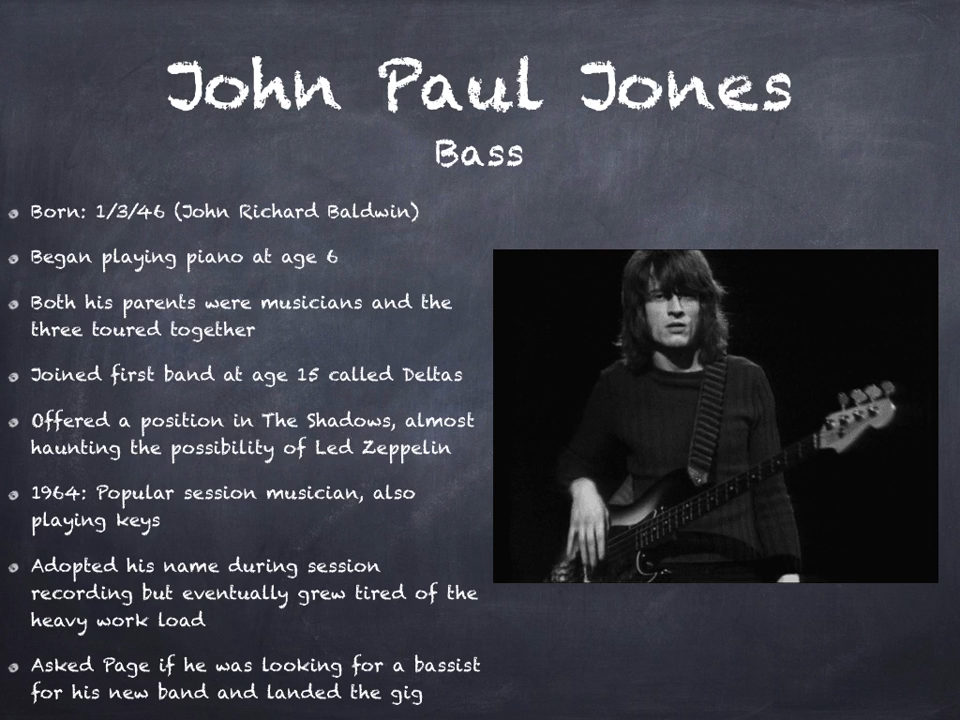 John Paul Jones
Bass
Born: 1/3/46 (John Richard Baldwin)
Began playing piano at age 6
Both his parents were musicians and the
three toured together
Joined first band at age 15 called Deltas
Offered a position in The Shadows, almost
haunting the possibility of Led Zeppelin
1964: Popular session musician, also
playing keys
Adopted his name during session
recording but eventually grew tired of the
heavy work load
Asked Page if he was looking for a bassist
for his new band and landed the gig